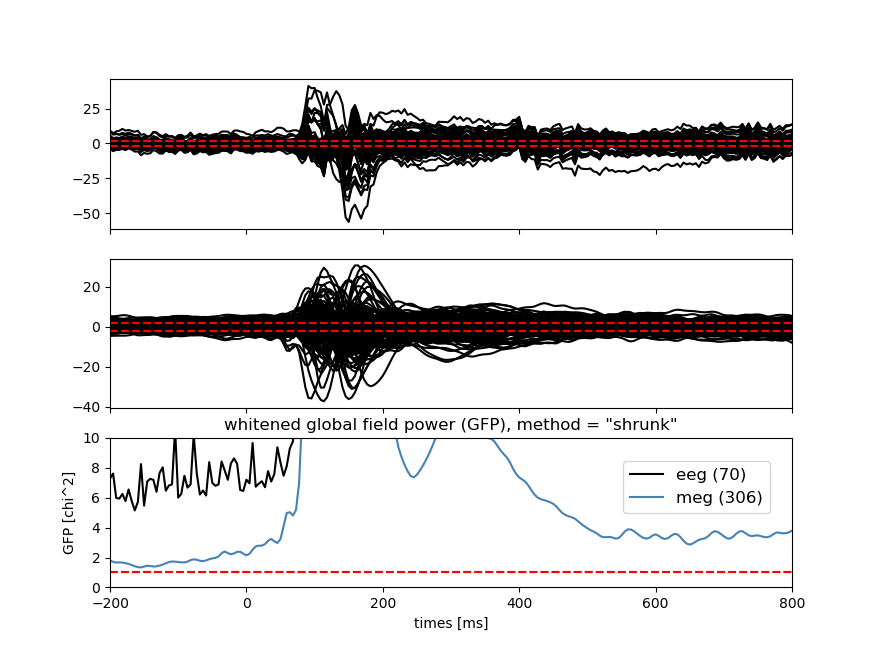 25
0
−25
−50
20
0
−20
−40
whitened global field power (GFP), method = "shrunk"
10
8
6
4
2
0
GFP [chi^2]
eeg (70)
meg (306)
−200 0 200 400 600 800
times [ms]